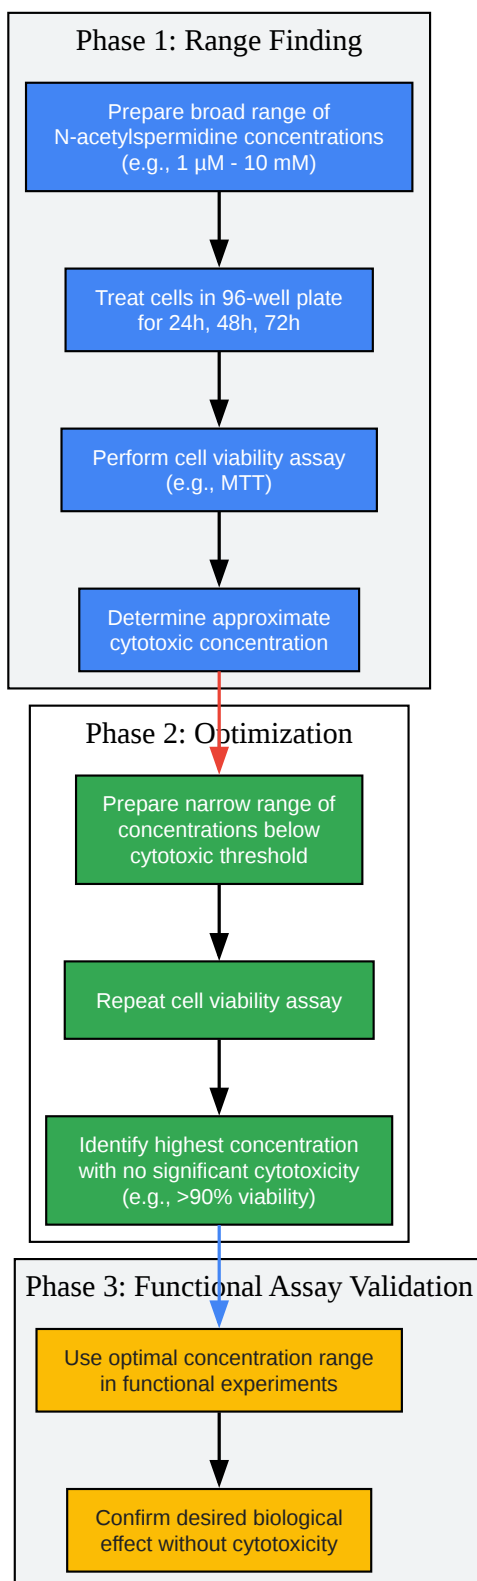 Phase 1: Range Finding
Prepare broad range of
N-acetylspermidine concentrations
(e.g., 1 µM - 10 mM)
Treat cells in 96-well plate
for 24h, 48h, 72h
Perform cell viability assay
(e.g., MTT)
Determine approximate
cytotoxic concentration
Phase 2: Optimization
Prepare narrow range of
concentrations below
cytotoxic threshold
Repeat cell viability assay
Identify highest concentration
with no significant cytotoxicity
(e.g., >90% viability)
Phase 3: Functional Assay Validation
Use optimal concentration range
in functional experiments
Confirm desired biological
effect without cytotoxicity